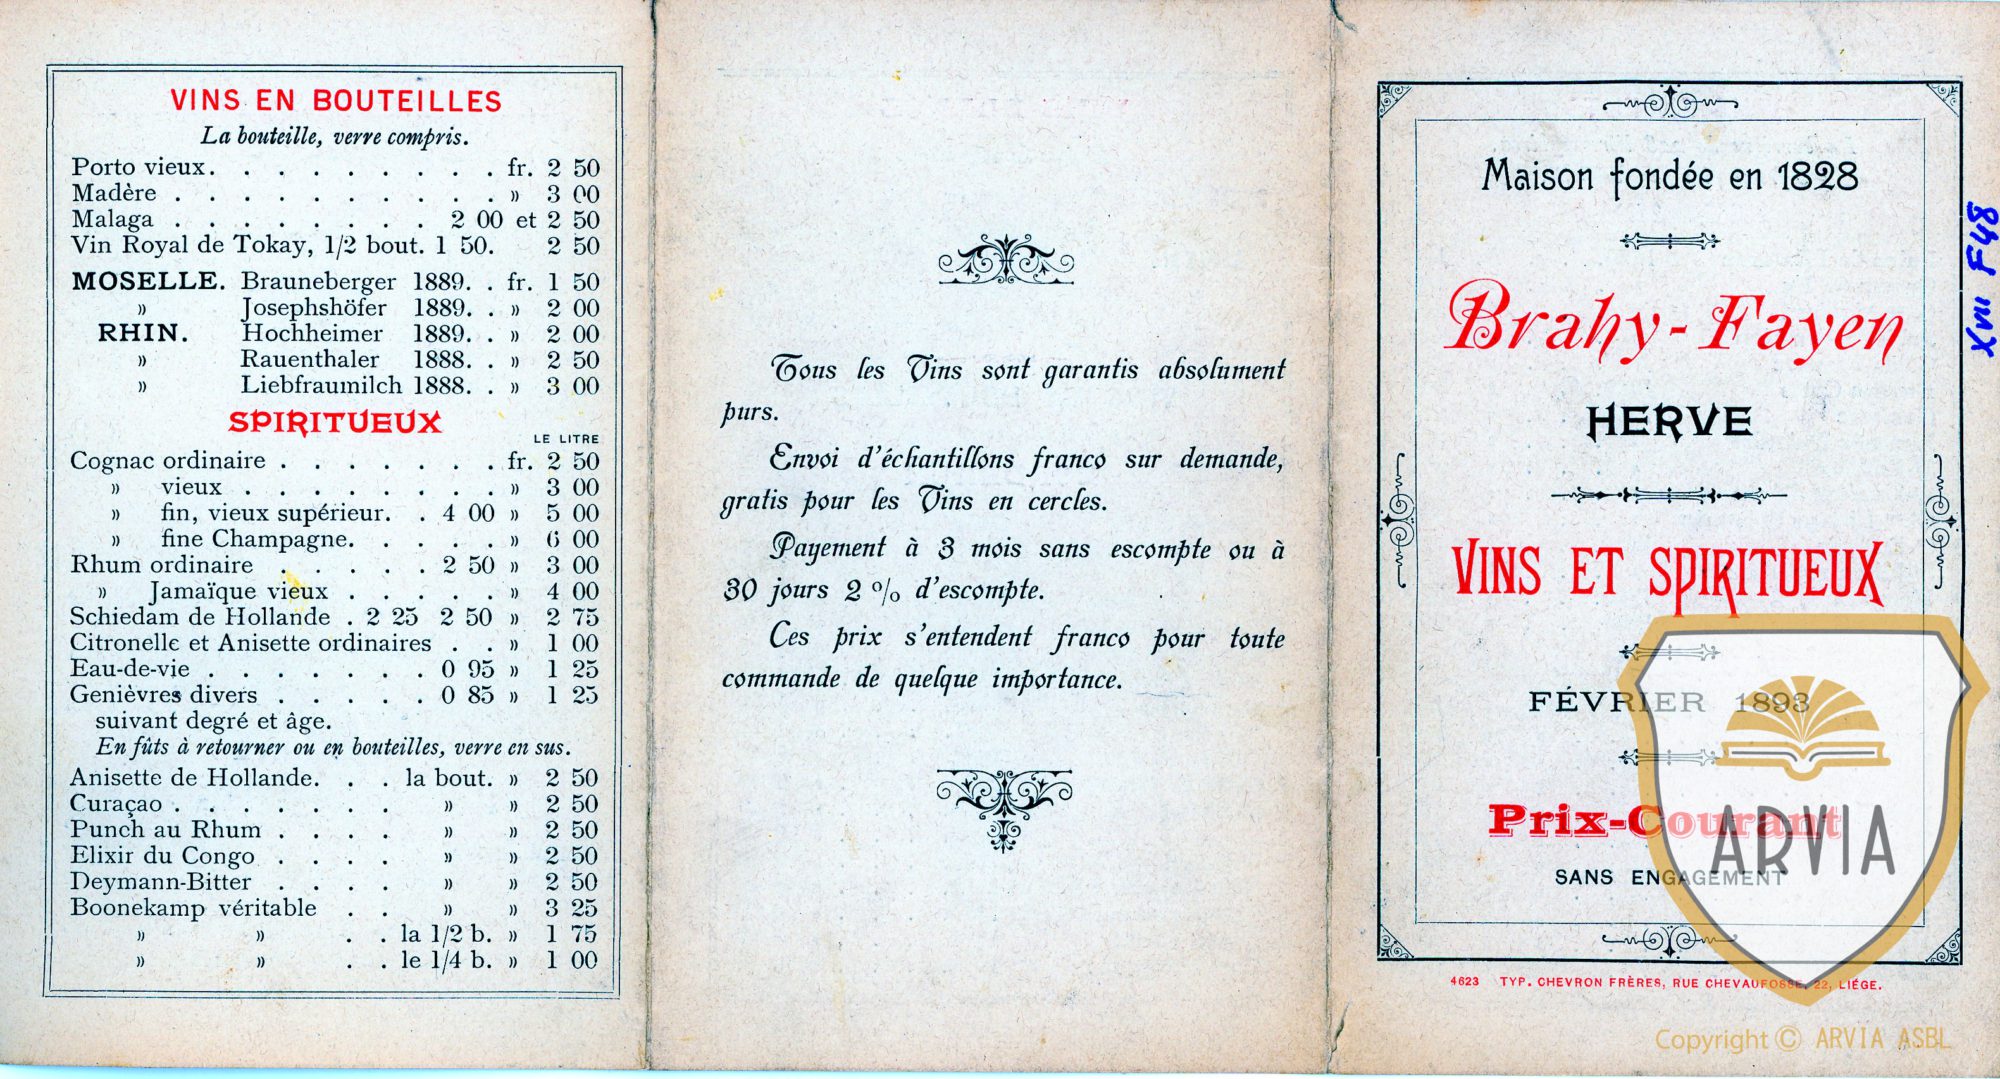 VINS EN BOUTEILLES
La bouteille, verre compris.
Porto vieux. . . . . . . . . fr. 2 50
Madère . . . . . . . . . . » 3 00
Malaga . . . . . . . . 2 00 et 2 50
Vin Royal de Tokay, 1/2 bout. 1 50. 2 50
MOSELLE. Brauneberger 1889. . fr. 1 50
» Josephshöfer 1889. . » 2 00
RHIN. Hochheimer 1889. . » 2 00
» Rauenthaler 1888. . » 2 50
» Liebfraumilch 1888. . » 3 00
SPIRITUEUX
LE LITRE
Cognac ordinaire . . . . . . . fr. 2 50
» vieux . . . . . . . . » 3 00
» fin, vieux supérieur. . 4 00 » 5 00
» fine Champagne. . . . . » 6 00
Rhum ordinaire . . . . . 2 50 » 3 00
» Jamaïque vieux . . . . . » 4 00
Schiedam de Hollande . 2 25 2 50 » 2 75
Citronelle et Anisette ordinaires . . » 1 00
Eau-de-vie . . . . . . . 0 95 » 1 25
Genièvres divers . . . . . 0 85 » 1 25
suivant degré et âge.
En fûts à retourner ou en bouteilles, verre en sus.
Anisette de Hollande. . . la bout. » 2 50
Curaçao . . . . . . . » » 2 50
Punch au Rhum . . . . » » 2 50
Elixir du Congo . . . . » » 2 50
Deymann-Bitter . . . . » » 2 50
Boonekamp véritable . . » » 3 25
» » . . la 1/2 b. » 1 75
» » . . le 1/4 b. » 1 00
Tous les Vins sont garantis absolument
purs.
Envoi d'échantillons franco sur demande,
gratis pour les Vins en cercles.
Payement à 3 mois sans escompte ou à
30 jours 2 % d'escompte.
Ces prix s'entendent franco pour toute
commande de quelque importance.
Maison fondée en 1828
Brahy-Fayen
HERVE
VINS ET SPIRITUEUX
FÉVRIER 1893
Prix-Courant
SANS ENGAGEMENT
4623 TYP. CHEVRON FRÈRES, RUE CHEVAUFOSSE, 22, LIÉGE.
XVII F48
ARVIA
Copyright © ARVIA ASBL